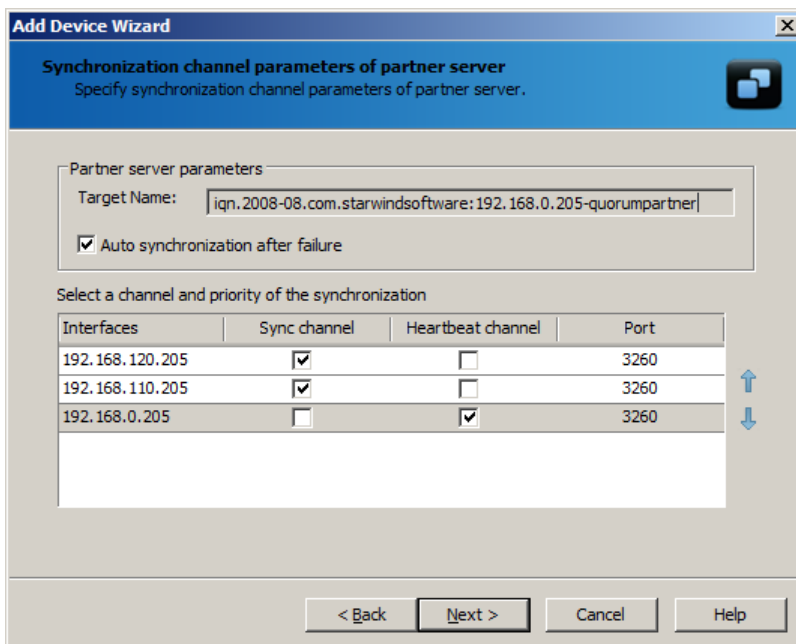 Add Device Wizard
Synchronization channel parameters of partner server
Specify synchronization channel parameters of partner server.
Partner server parameters
Target Name: iqn.2008-08.com.starwindsoftware:192.168.0.205-quorumpartner
Auto synchronization after failure
Select a channel and priority of the synchronization
Interfaces Sync channel Heartbeat channel Port
192.168.120.205 3260
192.168.110.205 3260
192.168.0.205 3260
< Back Next > Cancel Help